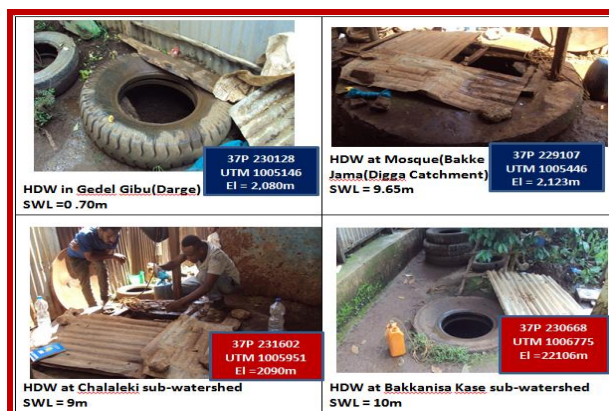 37P 230128
UTM 1005146
El = 2,080m
HDW in Gedel Gibu(Darge)
SWL =0 .70m
37P 229107
UTM 1005446
El = 2,123m
HDW at Mosque(Bakke
Jama(Digga Catchment)
SWL = 9.65m
37P 231602
UTM 1005951
El =2090m
HDW at Chalaleki sub-watershed
SWL = 9m
37P 230668
UTM 1006775
El =22106m
HDW at Bakkanisa Kase sub-watershed
SWL = 10m